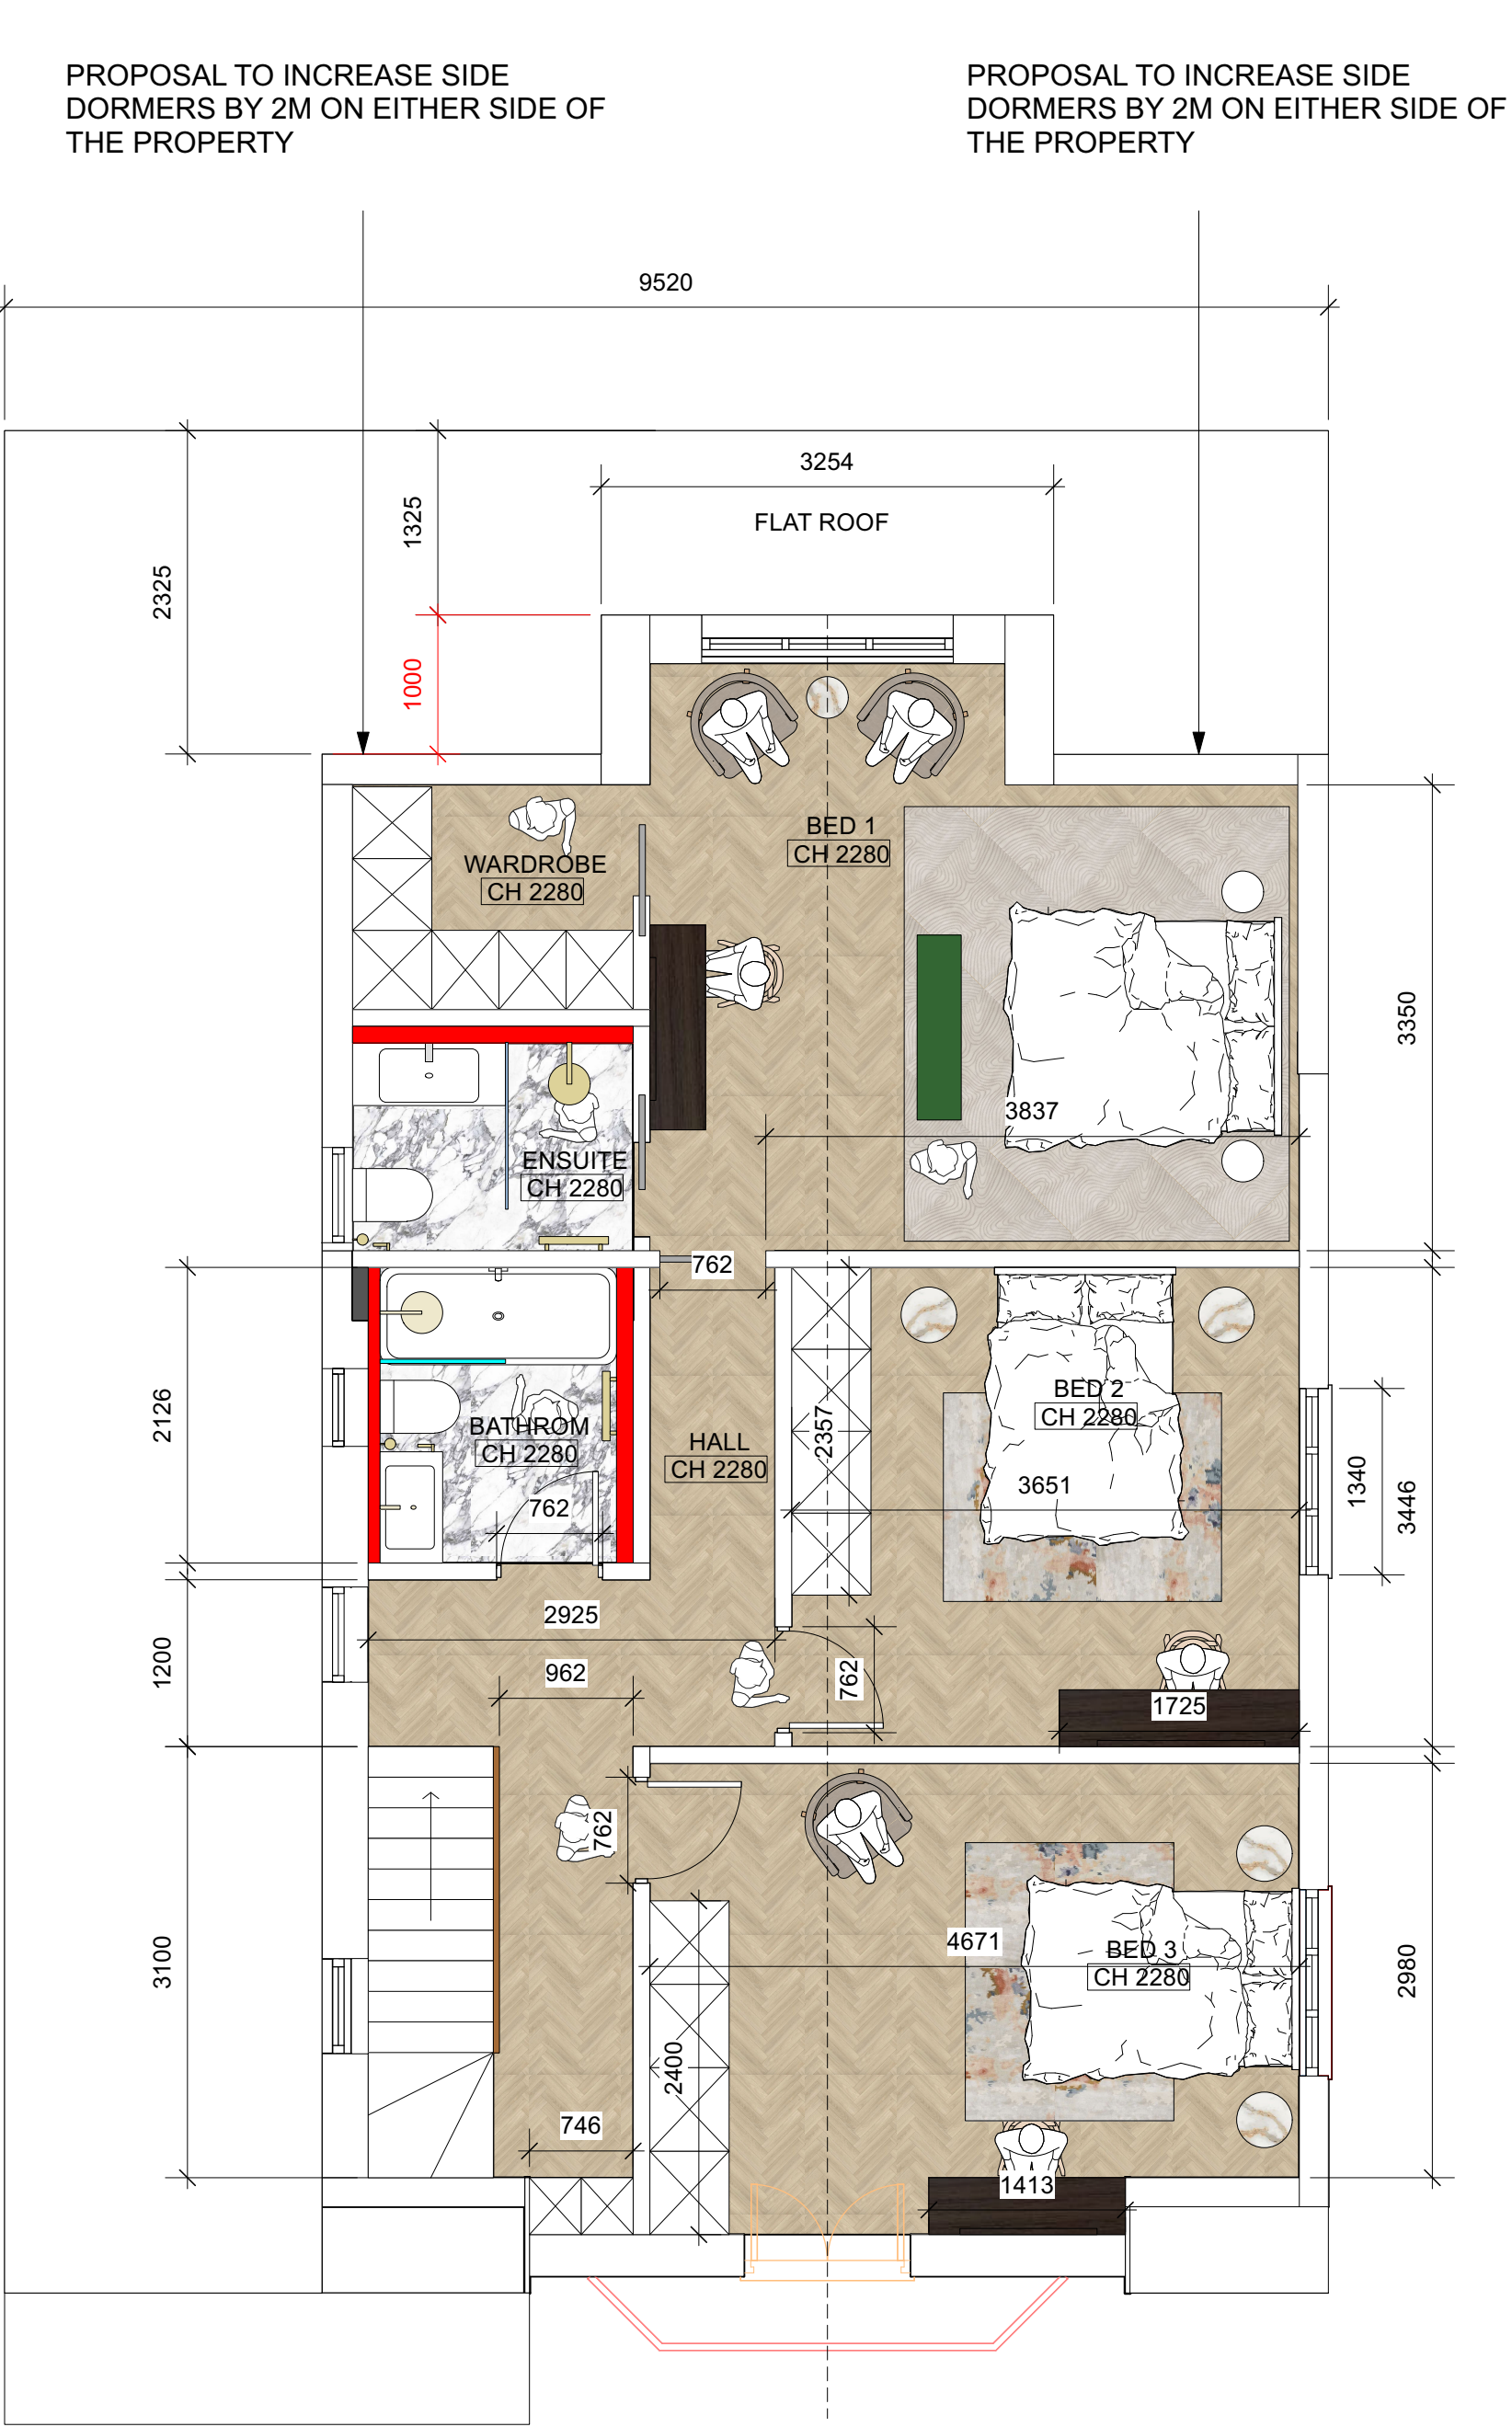 PROPOSAL TO INCREASE SIDE
DORMERS BY 2M ON EITHER SIDE OF
THE PROPERTY
PROPOSAL TO INCREASE SIDE
DORMERS BY 2M ON EITHER SIDE OF
THE PROPERTY
9520
3254
FLAT ROOF
1325
2325
1000
BED 1
CH 2280
WARDROBE
CH 2280
3350
3837
ENSUITE
CH 2280
762
2126
BATHROM
CH 2280
762
HALL
CH 2280
2357
BED 2
CH 2280
3651
1340
3446
2925
962
1200
762
1725
762
3100
4671
BED 3
CH 2280
2980
2400
746
1413